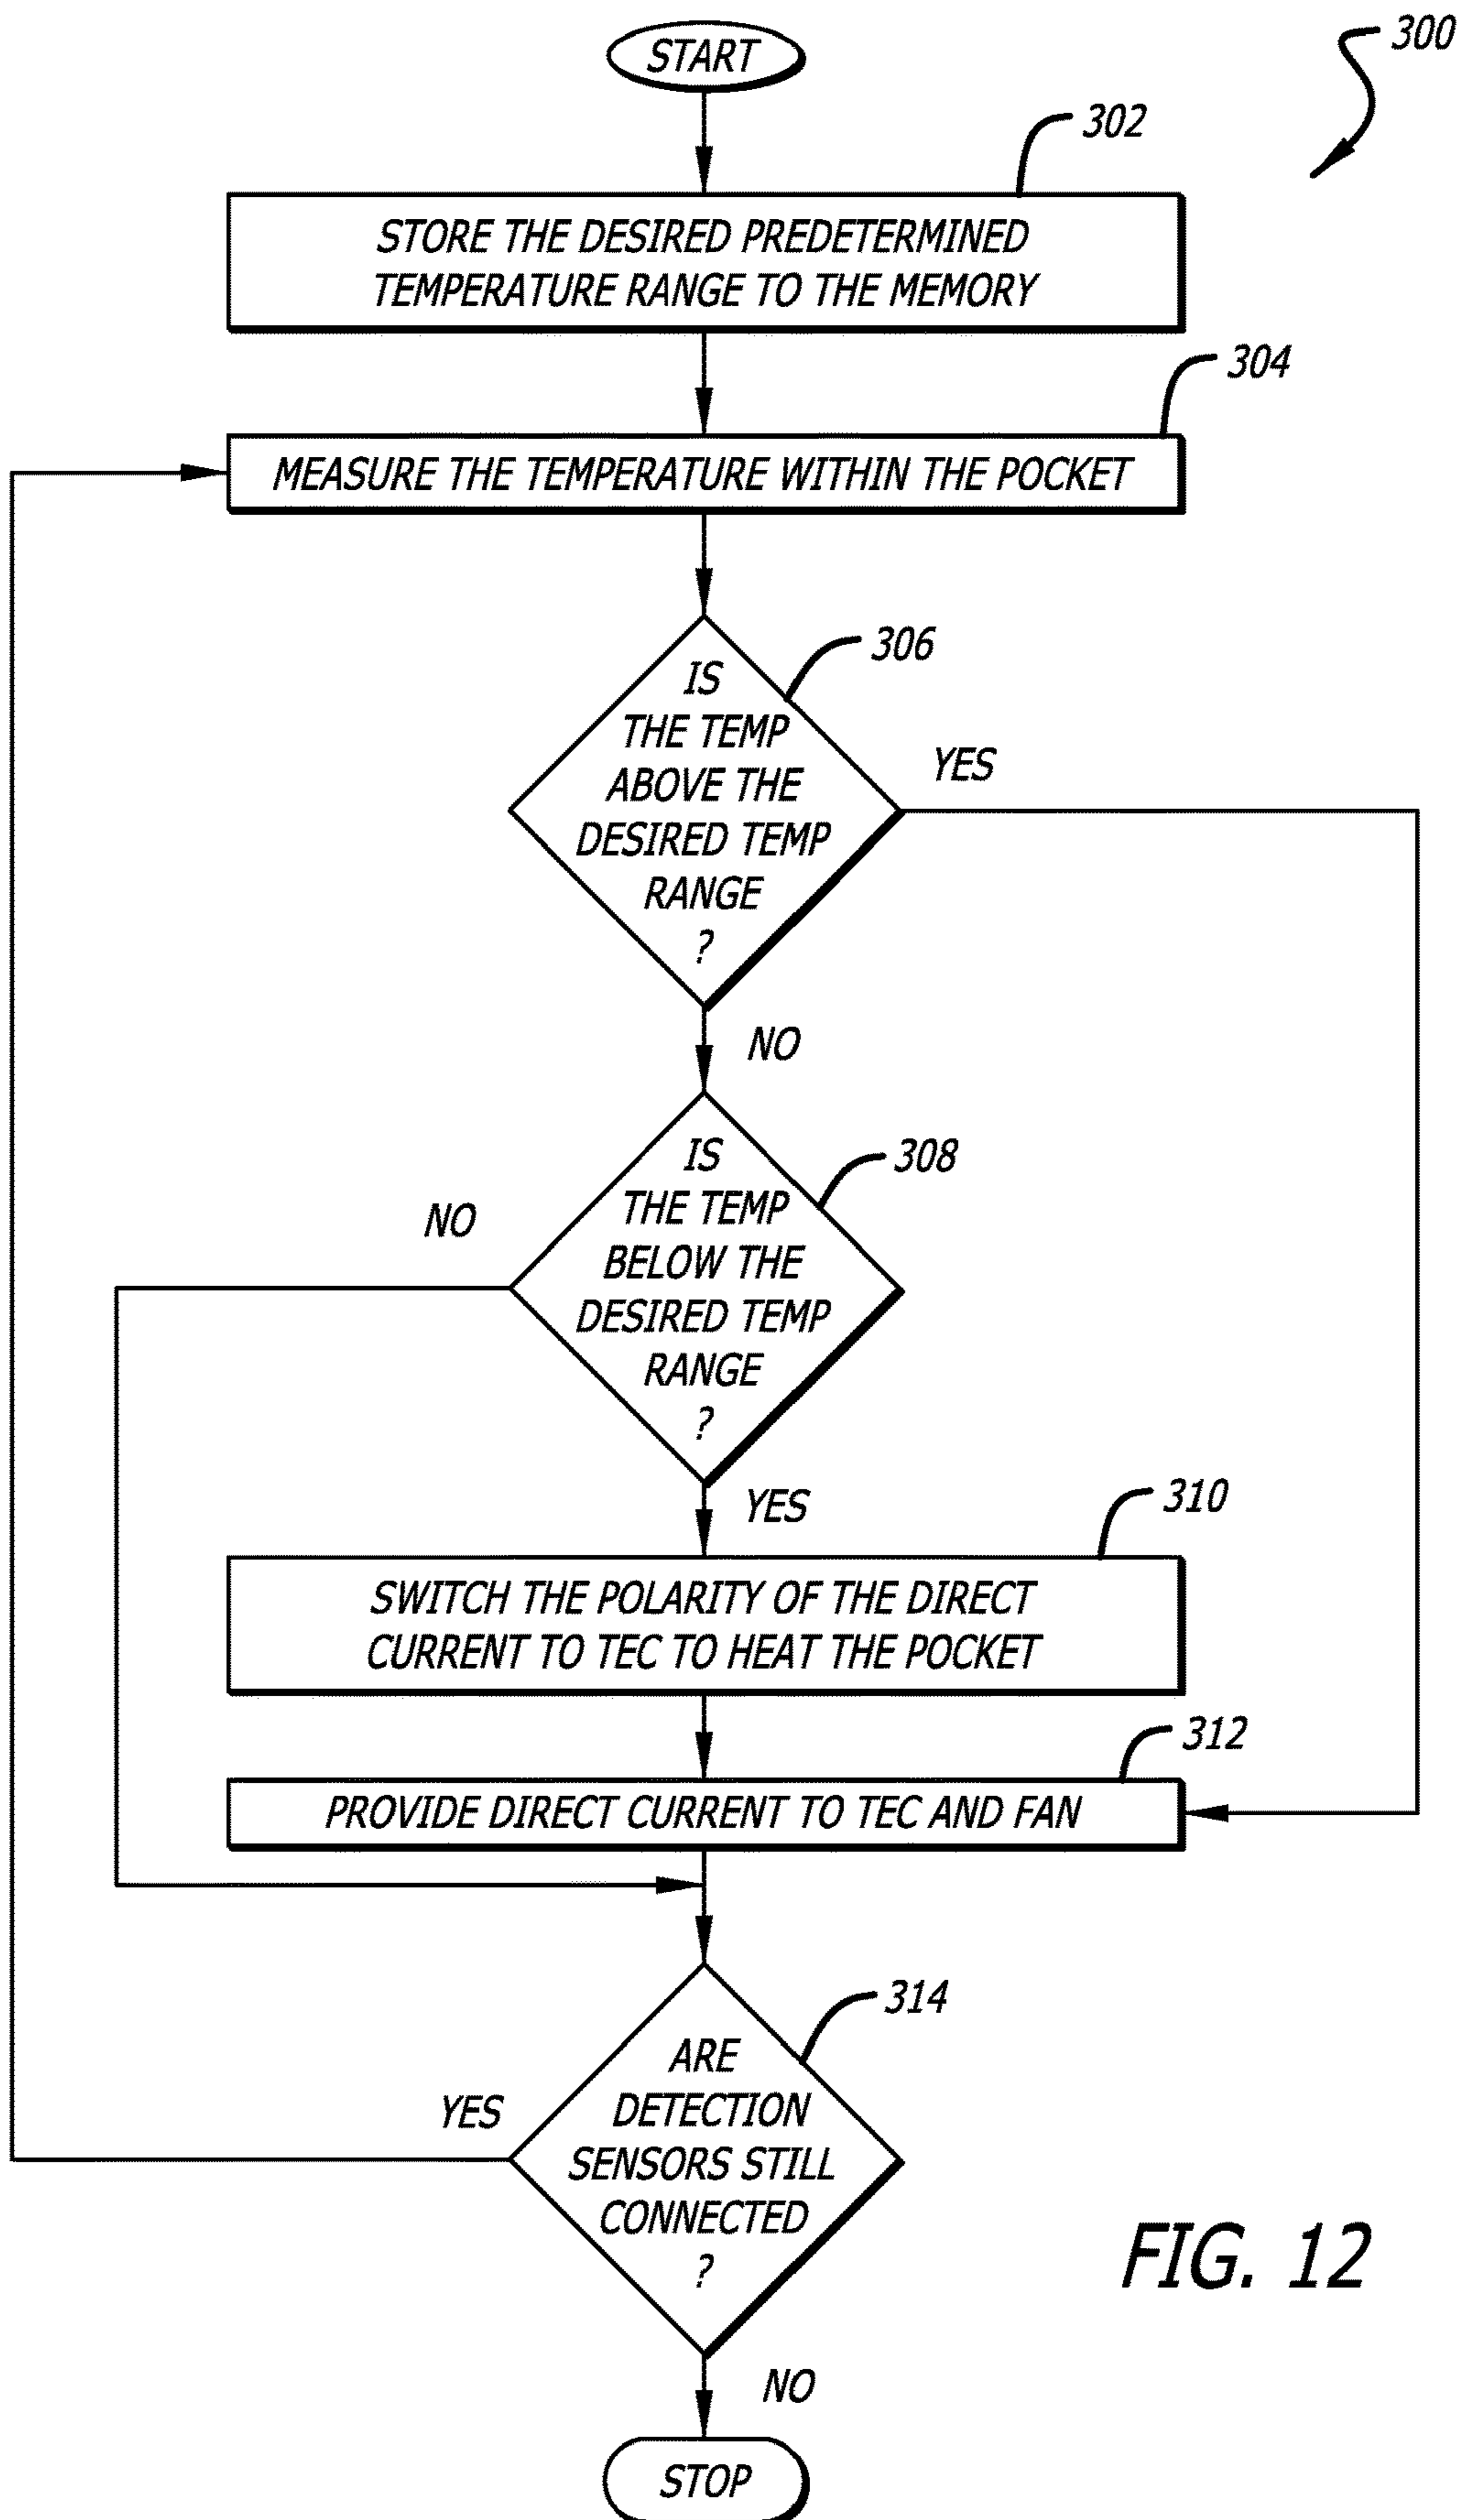 START
300
302
STORE THE DESIRED PREDETERMINED
TEMPERATURE RANGE TO THE MEMORY
304
MEASURE THE TEMPERATURE WITHIN THE POCKET
306
IS
THE TEMP
ABOVE THE
DESIRED TEMP
RANGE
?
YES
NO
308
IS
THE TEMP
BELOW THE
DESIRED TEMP
RANGE
?
NO
YES
310
SWITCH THE POLARITY OF THE DIRECT
CURRENT TO TEC TO HEAT THE POCKET
312
PROVIDE DIRECT CURRENT TO TEC AND FAN
314
ARE
DETECTION
SENSORS STILL
CONNECTED
?
YES
NO
STOP
FIG. 12